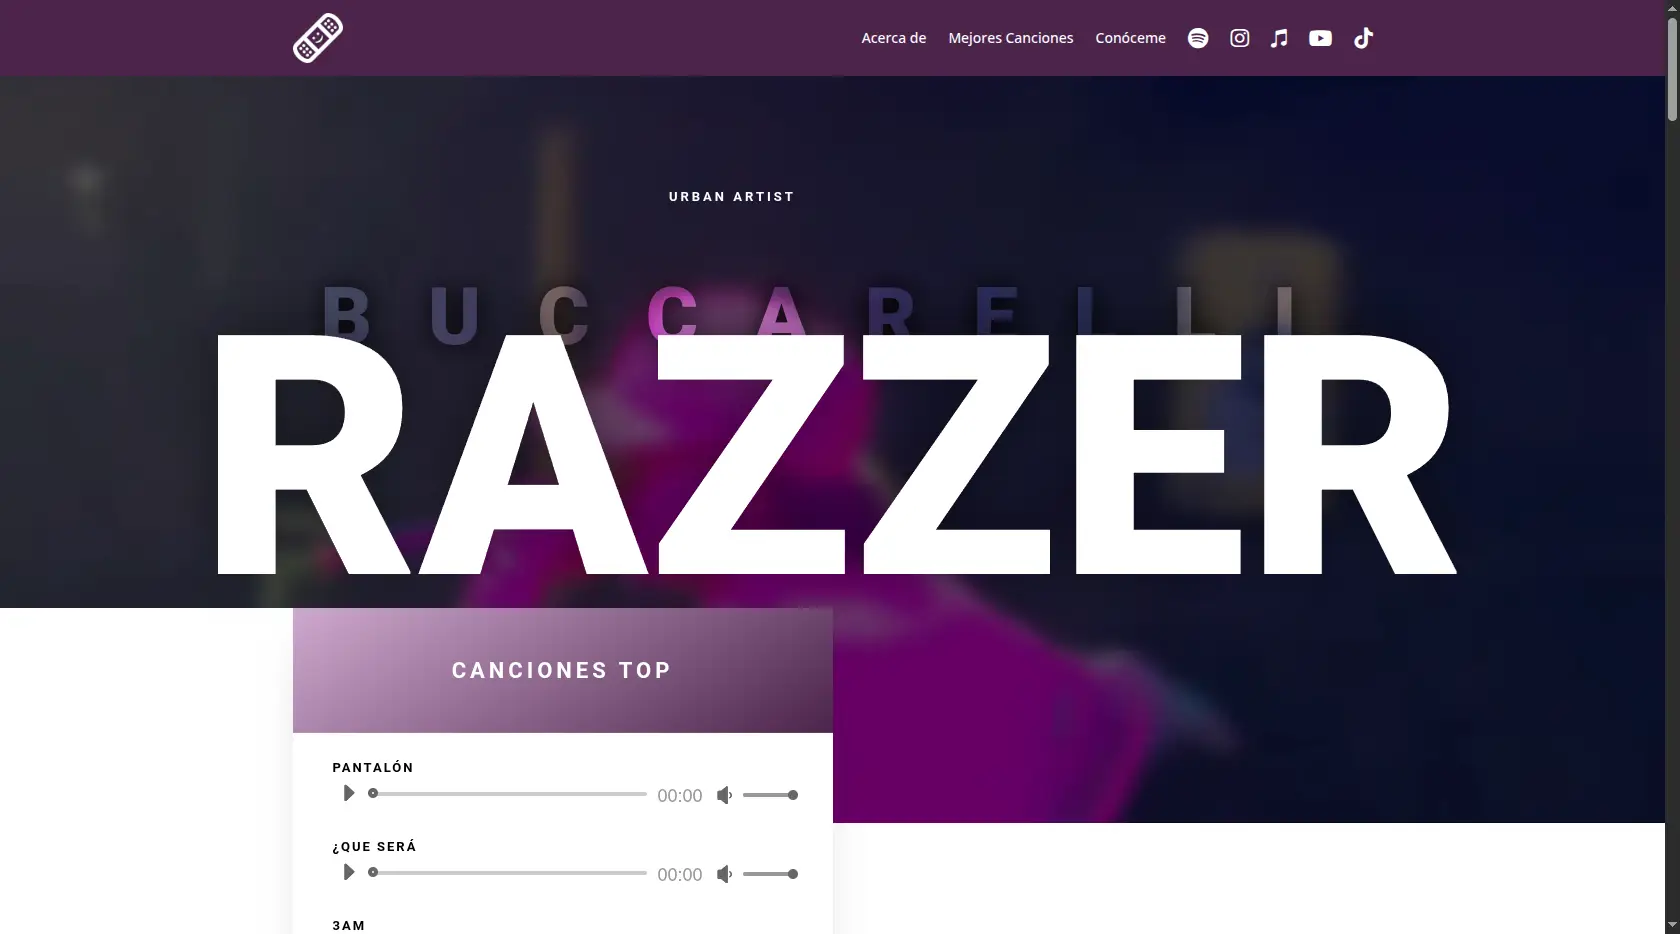 Acerca de Mejores Canciones Conóceme
URBAN ARTIST
BUCCARELLI
RAZZER
CANCIONES TOP
PANTALÓN
00:00
¿QUE SERÁ
00:00
3AM